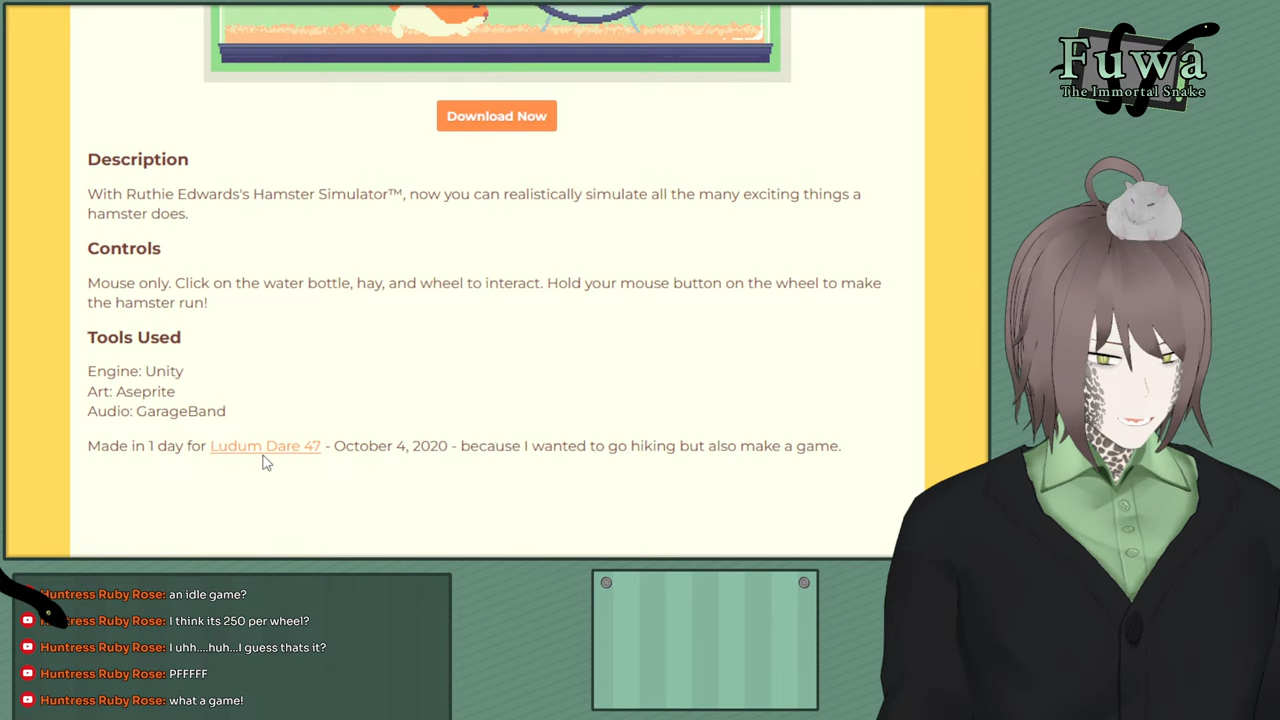 Fuwa
The Immortal Snake
Download Now
Description
With Ruthie Edwards's Hamster Simulator™, now you can realistically simulate all the many exciting things a
hamster does.
Controls
Mouse only. Click on the water bottle, hay, and wheel to interact. Hold your mouse button on the wheel to make
the hamster run!
Tools Used
Engine: Unity
Art: Aseprite
Audio: GarageBand
Made in 1 day for Ludum Dare 47 - October 4, 2020 - because I wanted to go hiking but also make a game.
Huntress Ruby Rose: an idle game?
Huntress Ruby Rose: I think its 250 per wheel?
Huntress Ruby Rose: I uhh....huh...I guess thats it?
Huntress Ruby Rose: PFFFFF
Huntress Ruby Rose: what a game!